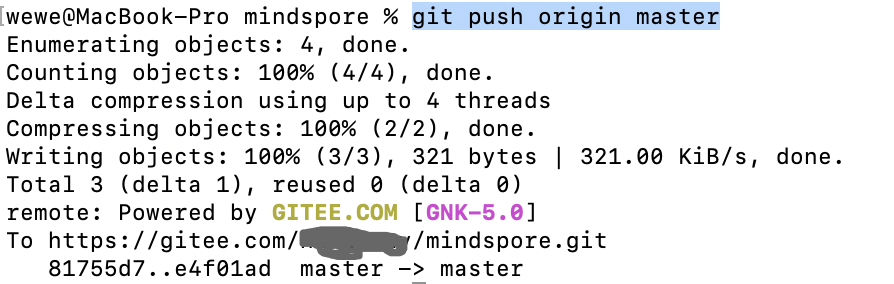 wewe@MacBook-Pro mindspore % git push origin master
Enumerating objects: 4, done.
Counting objects: 100% (4/4), done.
Delta compression using up to 4 threads
Compressing objects: 100% (2/2), done.
Writing objects: 100% (3/3), 321 bytes | 321.00 KiB/s, done.
Total 3 (delta 1), reused 0 (delta 0)
remote: Powered by GITEE.COM [GNK-5.0]
To https://gitee.com/ /mindspore.git
81755d7..e4f01ad master -> master